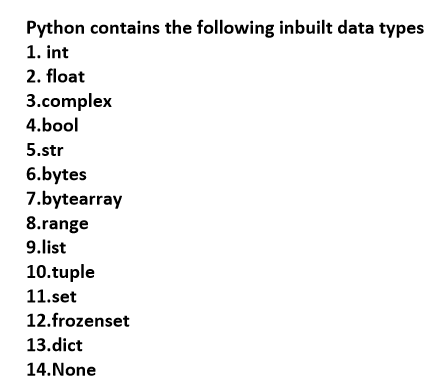 Python contains the following inbuilt data types
1. int
2. float
3.complex
4.bool
5.str
6.bytes
7.bytearray
8.range
9.list
10.tuple
11.set
12.frozenset
13.dict
14.None